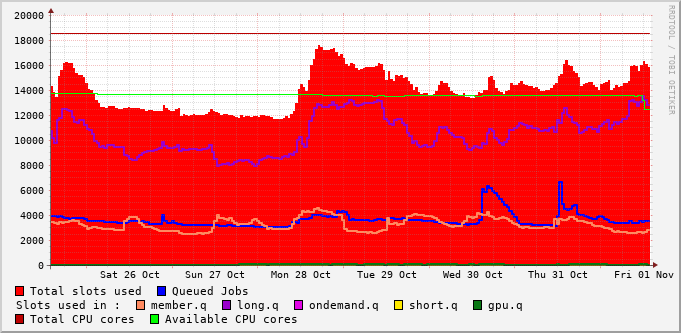 20000
18000
16000
14000
12000
10000
8000
6000
4000
2000
0
Sat 26 Oct Sun 27 Oct Mon 28 Oct Tue 29 Oct Wed 30 Oct Thu 31 Oct Fri 01 Nov
Total slots used Queued Jobs
Slots used in : member.q long.q ondemand.q short.q gpu.q
Total CPU cores Available CPU cores
RRDTOOL / TOBI OETIKER